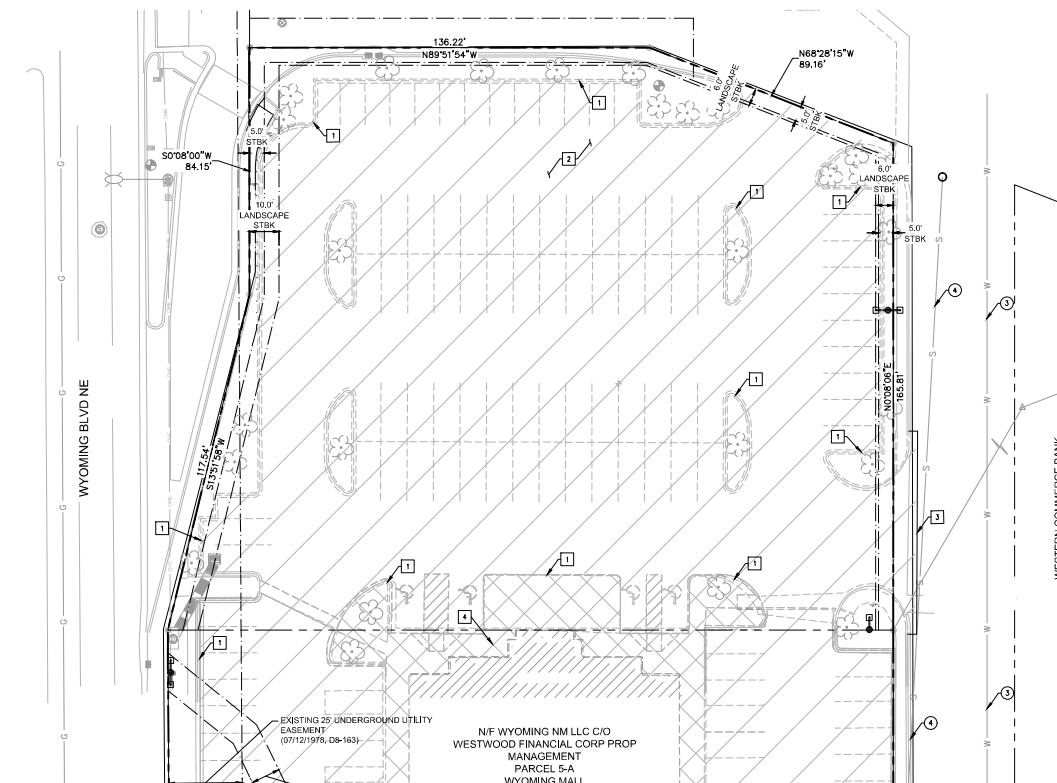 136.22'
N89°51'54"W
N68°28'15"W
89.16'
6.0'
LANDSCAPE
STBK
5.0'
STBK
1
1
5.0'
STBK
S0°08'00"W
84.15'
2
6.0'
LANDSCAPE
STBK
1
1
10.0'
LANDSCAPE
STBK
5.0'
STBK
G
W
S
4
3
G
W
S
N0°08'06"E
165.81'
1
W
WYOMING BLVD NE
G
1
117.54'
S13°51'58"W
S
W
WESTERN COMMERCE BANK
G
1
3
1
1
1
W
4
G
1
W
3
S
4
EXISTING 25' UNDERGROUND UTILITY
EASEMENT
(07/12/1978, D8-163)
G
W
N/F WYOMING NM LLC C/O
WESTWOOD FINANCIAL CORP PROP
MANAGEMENT
PARCEL 5-A
WYOMING MALL